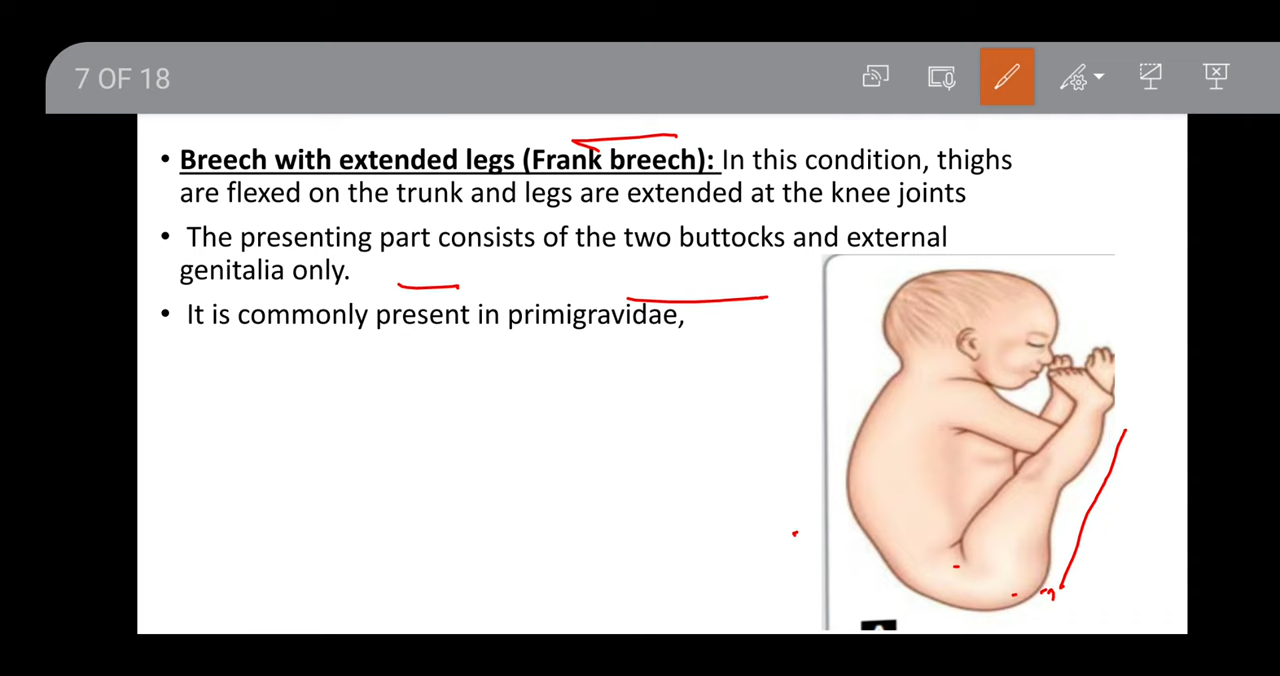 7 OF 18
• Breech with extended legs (Frank breech): In this condition, thighs
are flexed on the trunk and legs are extended at the knee joints
• The presenting part consists of the two buttocks and external
genitalia only.
• It is commonly present in primigravidae,